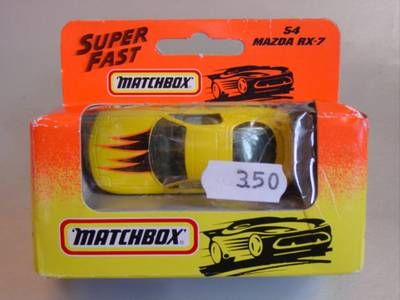 SUPER
FAST
54
MAZDA RX-7
MATCHBOX
350
MATCHBOX